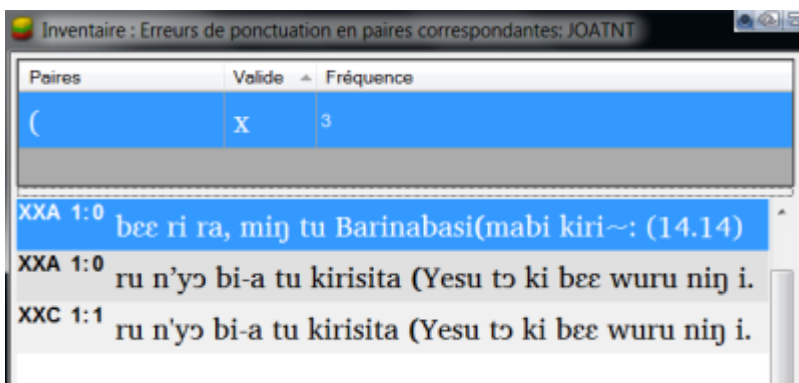 Inventaire : Erreurs de ponctuation en paires correspondantes: JOATNT
Paires Valide Fréquence
( x 3
XXA 1:0 bɛɛ ri ra, miŋ tu Barinabasi(mabi kiri~: (14.14)
XXA 1:0 ru n’yɔ bi-a tu kirisita (Yesu tɔ ki bɛɛ wuru niŋ i.
XXC 1:1 ru n'yɔ bi-a tu kirisita (Yesu tɔ ki bɛɛ wuru niŋ i.